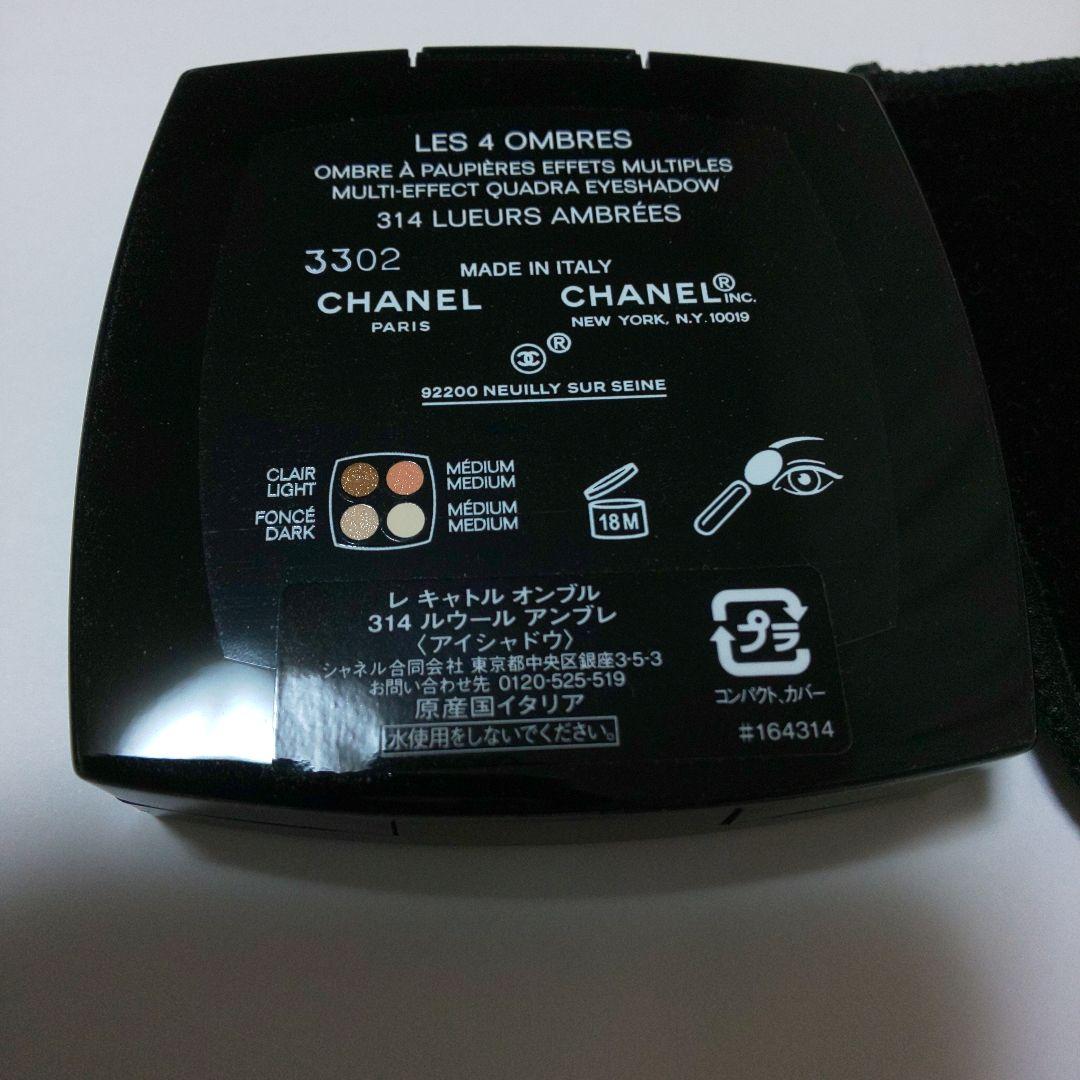 LES 4 OMBRES
OMBRE À PAUPIÈRES EFFETS MULTIPLES
MULTI-EFFECT QUADRA EYESHADOW
314 LUEURS AMBRÉES
3302
MADE IN ITALY
CHANEL
PARIS
CHANEL® INC.
NEW YORK, N.Y. 10019
®
92200 NEUILLY SUR SEINE
CLAIR
LIGHT
MÉDIUM
MEDIUM
FONCÉ
DARK
MÉDIUM
MEDIUM
18M
レ キャトル オンブル
314 ルウール アンブレ
〈アイシャドウ〉
シャネル合同会社 東京都中央区銀座3-5-3
お問い合わせ先 0120-525-519
原産国イタリア
水使用をしないでください。
プラ
コンパクト、カバー
#164314